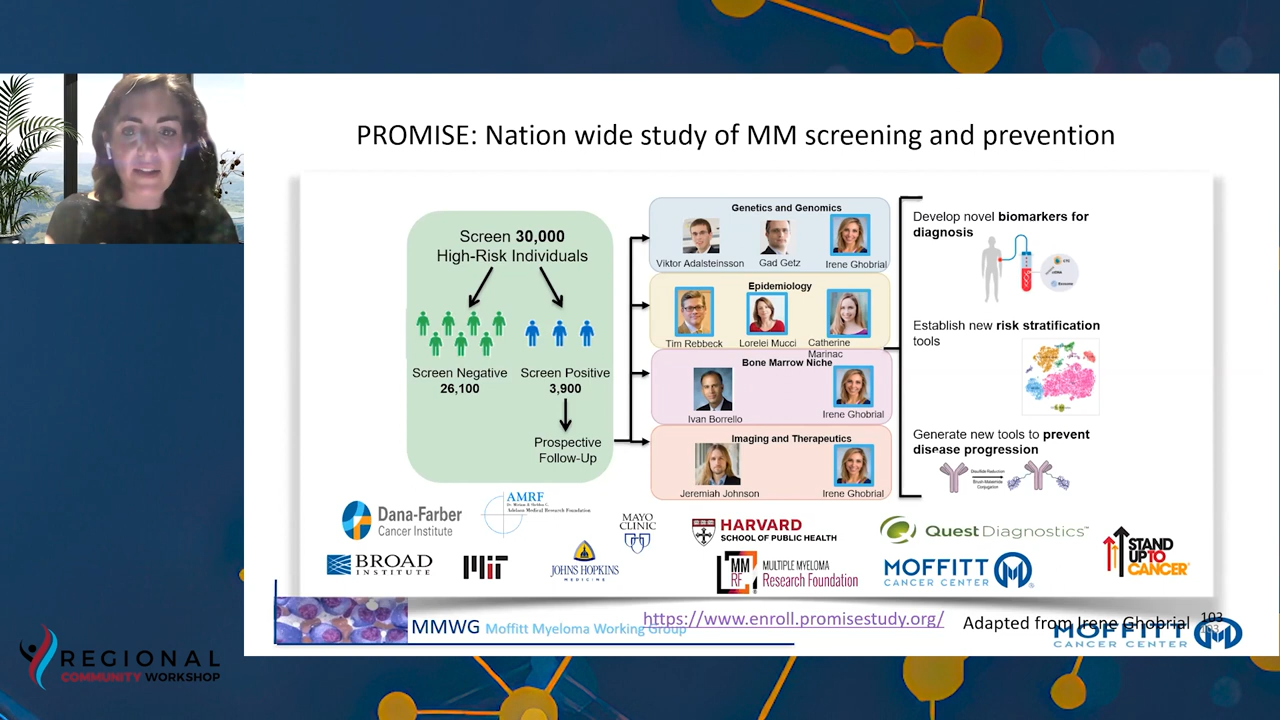 PROMISE: Nation wide study of MM screening and prevention
Screen 30,000
High-Risk Individuals
Screen Negative
26,100
Screen Positive
3,900
Prospective
Follow-Up
Genetics and Genomics
Viktor Adalsteinsson
Gad Getz
Irene Ghobrial
Epidemiology
Tim Rebbeck
Lorelei Mucci
Catherine
Marinac
Bone Marrow Niche
Ivan Borrello
Irene Ghobrial
Imaging and Therapeutics
Jeremiah Johnson
Irene Ghobrial
Develop novel biomarkers for
diagnosis
Establish new risk stratification
tools
Generate new tools to prevent
disease progression
Disulfide Reduction
Conjugation
Dana-Farber
Cancer Institute
AMRF
Adelson Medical Research Foundation
MAYO
CLINIC
HARVARD
SCHOOL OF PUBLIC HEALTH
Quest Diagnostics
BROAD
INSTITUTE
MIT
JOHNS HOPKINS
MEDICINE
MM
RF
MULTIPLE MYELOMA
Research Foundation
MOFFITT
CANCER CENTER
STAND
UP TO
CANCER
MMWG Moffitt Myeloma Working Group
https://www.enroll.promisestudy.org/
Adapted from Irene Ghobrial
103
MOFFITT
CANCER CENTER
REGIONAL
COMMUNITY WORKSHOP